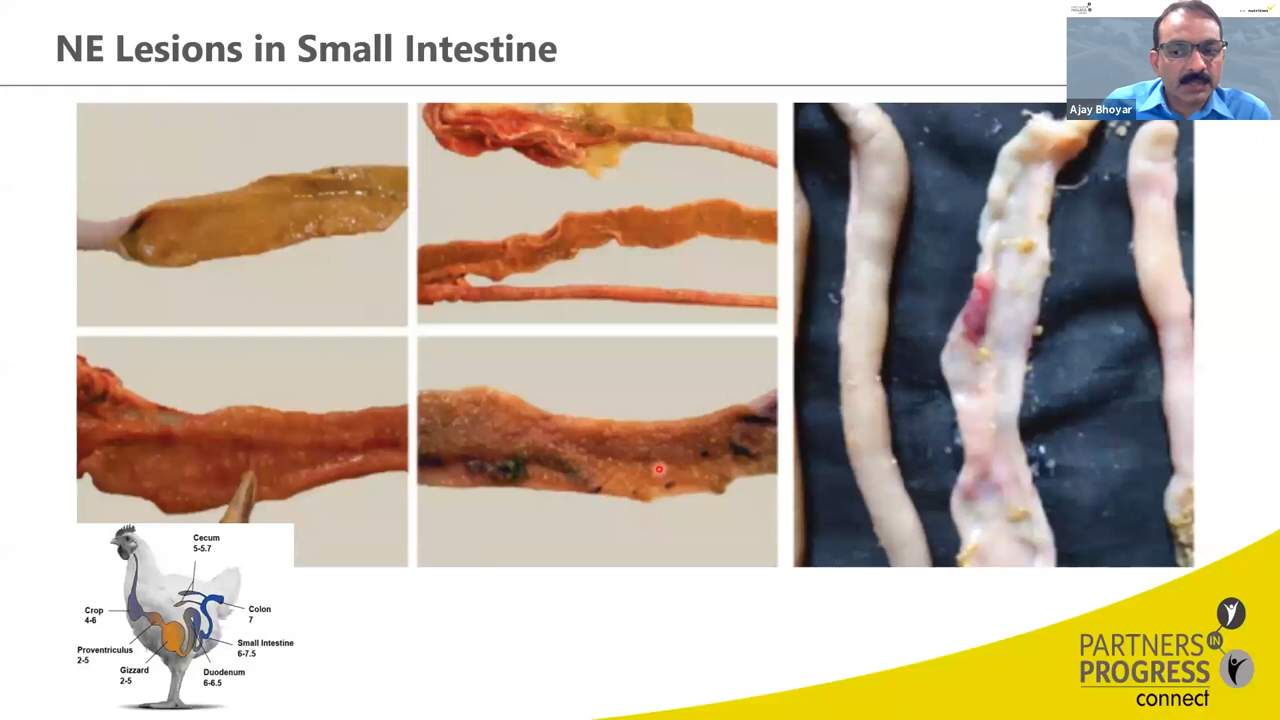 NE Lesions in Small Intestine
nutrition
Ajay Bhoyar
Cecum
5-5.7
Crop
4-6
Colon
7
Proventriculus
2-5
Small Intestine
6-7.5
Gizzard
2-5
Duodenum
6-6.5
PARTNERS IN
PROGRESS
connect